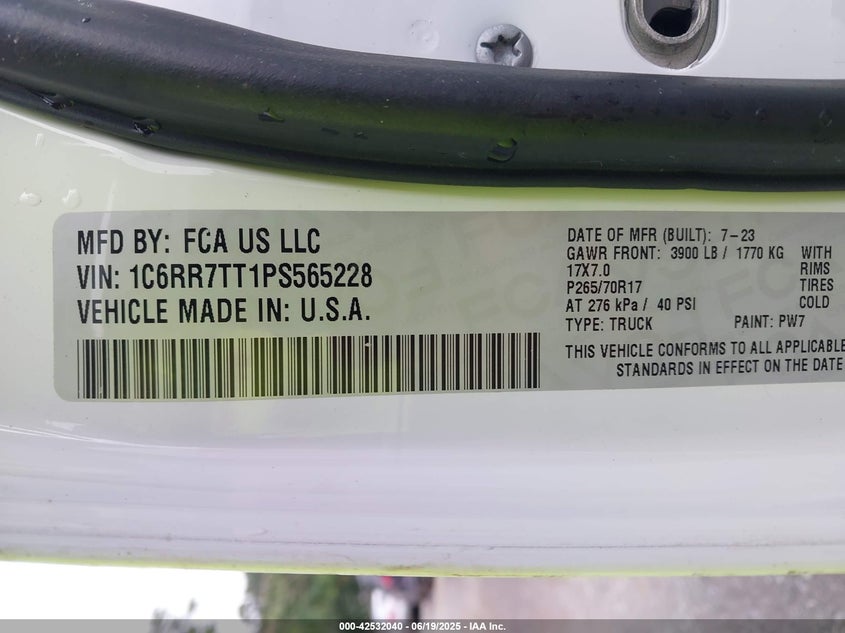 MFD BY: FCA US LLC
VIN: 1C6RR7TT1PS565228
VEHICLE MADE IN: U.S.A.
DATE OF MFR (BUILT): 7-23
GAWR FRONT: 3900 LB / 1770 KG WITH
17X7.0 RIMS
P265/70R17 TIRES
AT 276 kPa / 40 PSI COLD
TYPE: TRUCK PAINT: PW7
THIS VEHICLE CONFORMS TO ALL APPLICABLE
STANDARDS IN EFFECT ON THE DATE
000-42532040 - 06/19/2025 - IAA Inc.